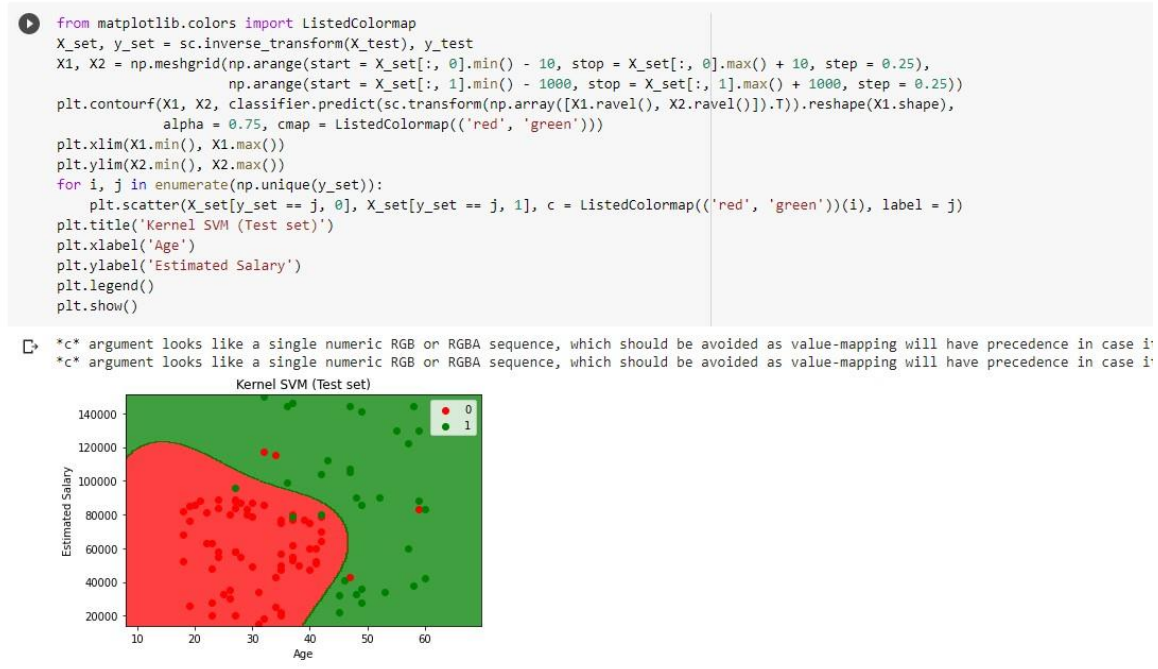 from matplotlib.colors import ListedColormap
X_set, y_set = sc.inverse_transform(X_test), y_test
X1, X2 = np.meshgrid(np.arange(start = X_set[:, 0].min() - 10, stop = X_set[:, 0].max() + 10, step = 0.25),
                     np.arange(start = X_set[:, 1].min() - 1000, stop = X_set[:, 1].max() + 1000, step = 0.25))
plt.contourf(X1, X2, classifier.predict(sc.transform(np.array([X1.ravel(), X2.ravel()]).T)).reshape(X1.shape),
             alpha = 0.75, cmap = ListedColormap(('red', 'green')))
plt.xlim(X1.min(), X1.max())
plt.ylim(X2.min(), X2.max())
for i, j in enumerate(np.unique(y_set)):
    plt.scatter(X_set[y_set == j, 0], X_set[y_set == j, 1], c = ListedColormap(('red', 'green'))(i), label = j)
plt.title('Kernel SVM (Test set)')
plt.xlabel('Age')
plt.ylabel('Estimated Salary')
plt.legend()
plt.show()
*c* argument looks like a single numeric RGB or RGBA sequence, which should be avoided as value-mapping will have precedence in case
*c* argument looks like a single numeric RGB or RGBA sequence, which should be avoided as value-mapping will have precedence in case
Kernel SVM (Test set)
0
1
140000
120000
100000
80000
60000
40000
20000
Estimated Salary
10 20 30 40 50 60
Age